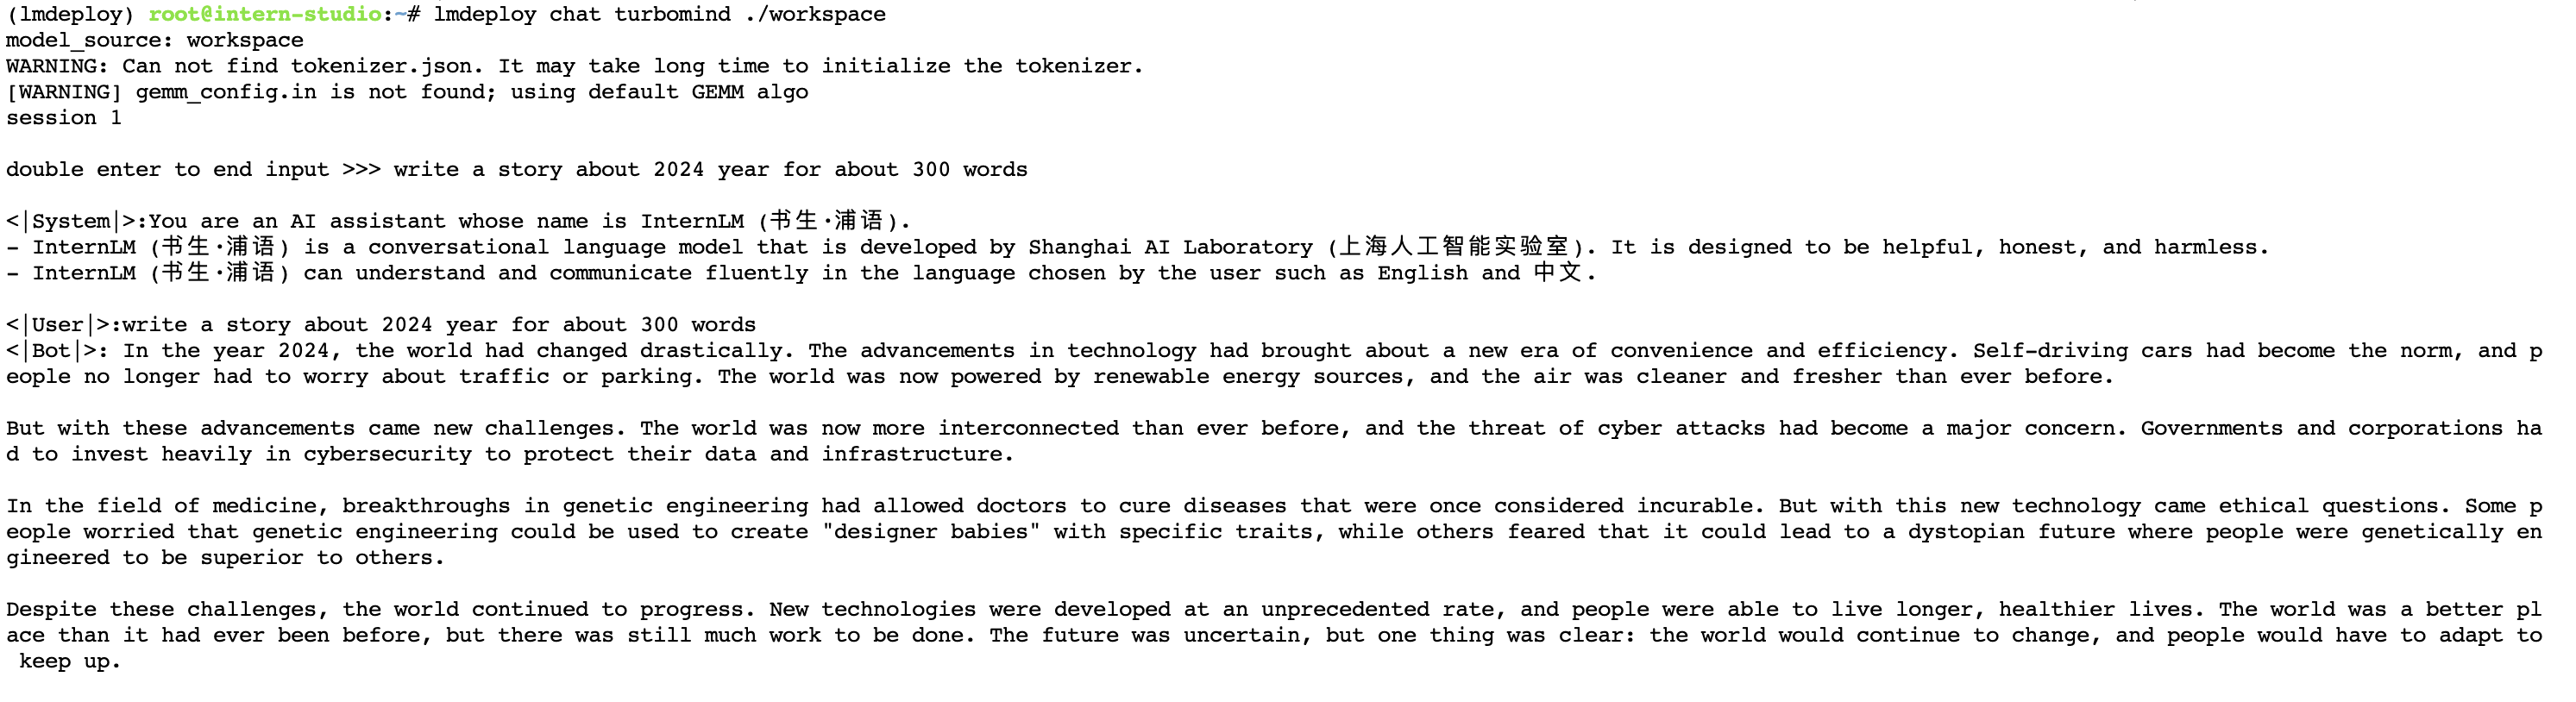 (lmdeploy) root@intern-studio:~# lmdeploy chat turbomind ./workspace
model_source: workspace
WARNING: Can not find tokenizer.json. It may take long time to initialize the tokenizer.
[WARNING] gemm_config.in is not found; using default GEMM algo
session 1
double enter to end input >>> write a story about 2024 year for about 300 words
<|System|>:You are an AI assistant whose name is InternLM (书生·浦语).
- InternLM (书生·浦语) is a conversational language model that is developed by Shanghai AI Laboratory (上海人工智能实验室). It is designed to be helpful, honest, and harmless.
- InternLM (书生·浦语) can understand and communicate fluently in the language chosen by the user such as English and 中文.
<|User|>:write a story about 2024 year for about 300 words
<|Bot|>: In the year 2024, the world had changed drastically. The advancements in technology had brought about a new era of convenience and efficiency. Self-driving cars had become the norm, and p
eople no longer had to worry about traffic or parking. The world was now powered by renewable energy sources, and the air was cleaner and fresher than ever before.
But with these advancements came new challenges. The world was now more interconnected than ever before, and the threat of cyber attacks had become a major concern. Governments and corporations ha
d to invest heavily in cybersecurity to protect their data and infrastructure.
In the field of medicine, breakthroughs in genetic engineering had allowed doctors to cure diseases that were once considered incurable. But with this new technology came ethical questions. Some p
eople worried that genetic engineering could be used to create "designer babies" with specific traits, while others feared that it could lead to a dystopian future where people were genetically en
gineered to be superior to others.
Despite these challenges, the world continued to progress. New technologies were developed at an unprecedented rate, and people were able to live longer, healthier lives. The world was a better pl
ace than it had ever been before, but there was still much work to be done. The future was uncertain, but one thing was clear: the world would continue to change, and people would have to adapt to
 keep up.